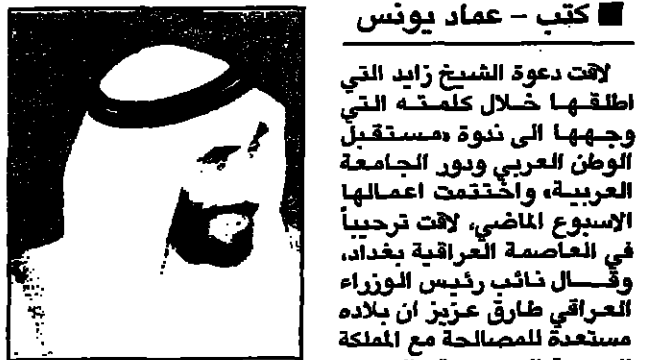 كتب – عماد يونس
لاقت دعوة الشيخ زايد التي
اطلقها خلال كلمته التي
وجهها الى ندوة «مستقبل
الوطن العربي ودور الجامعة
العربية» واختتمت اعمالها
الاسبوع الماضي، لاقت ترحيباً
في العاصمة العراقية بغداد،
وقال نائب رئيس الوزراء
العراقي طارق عزيز ان بلاده
مستعدة للمصالحة مع المملكة